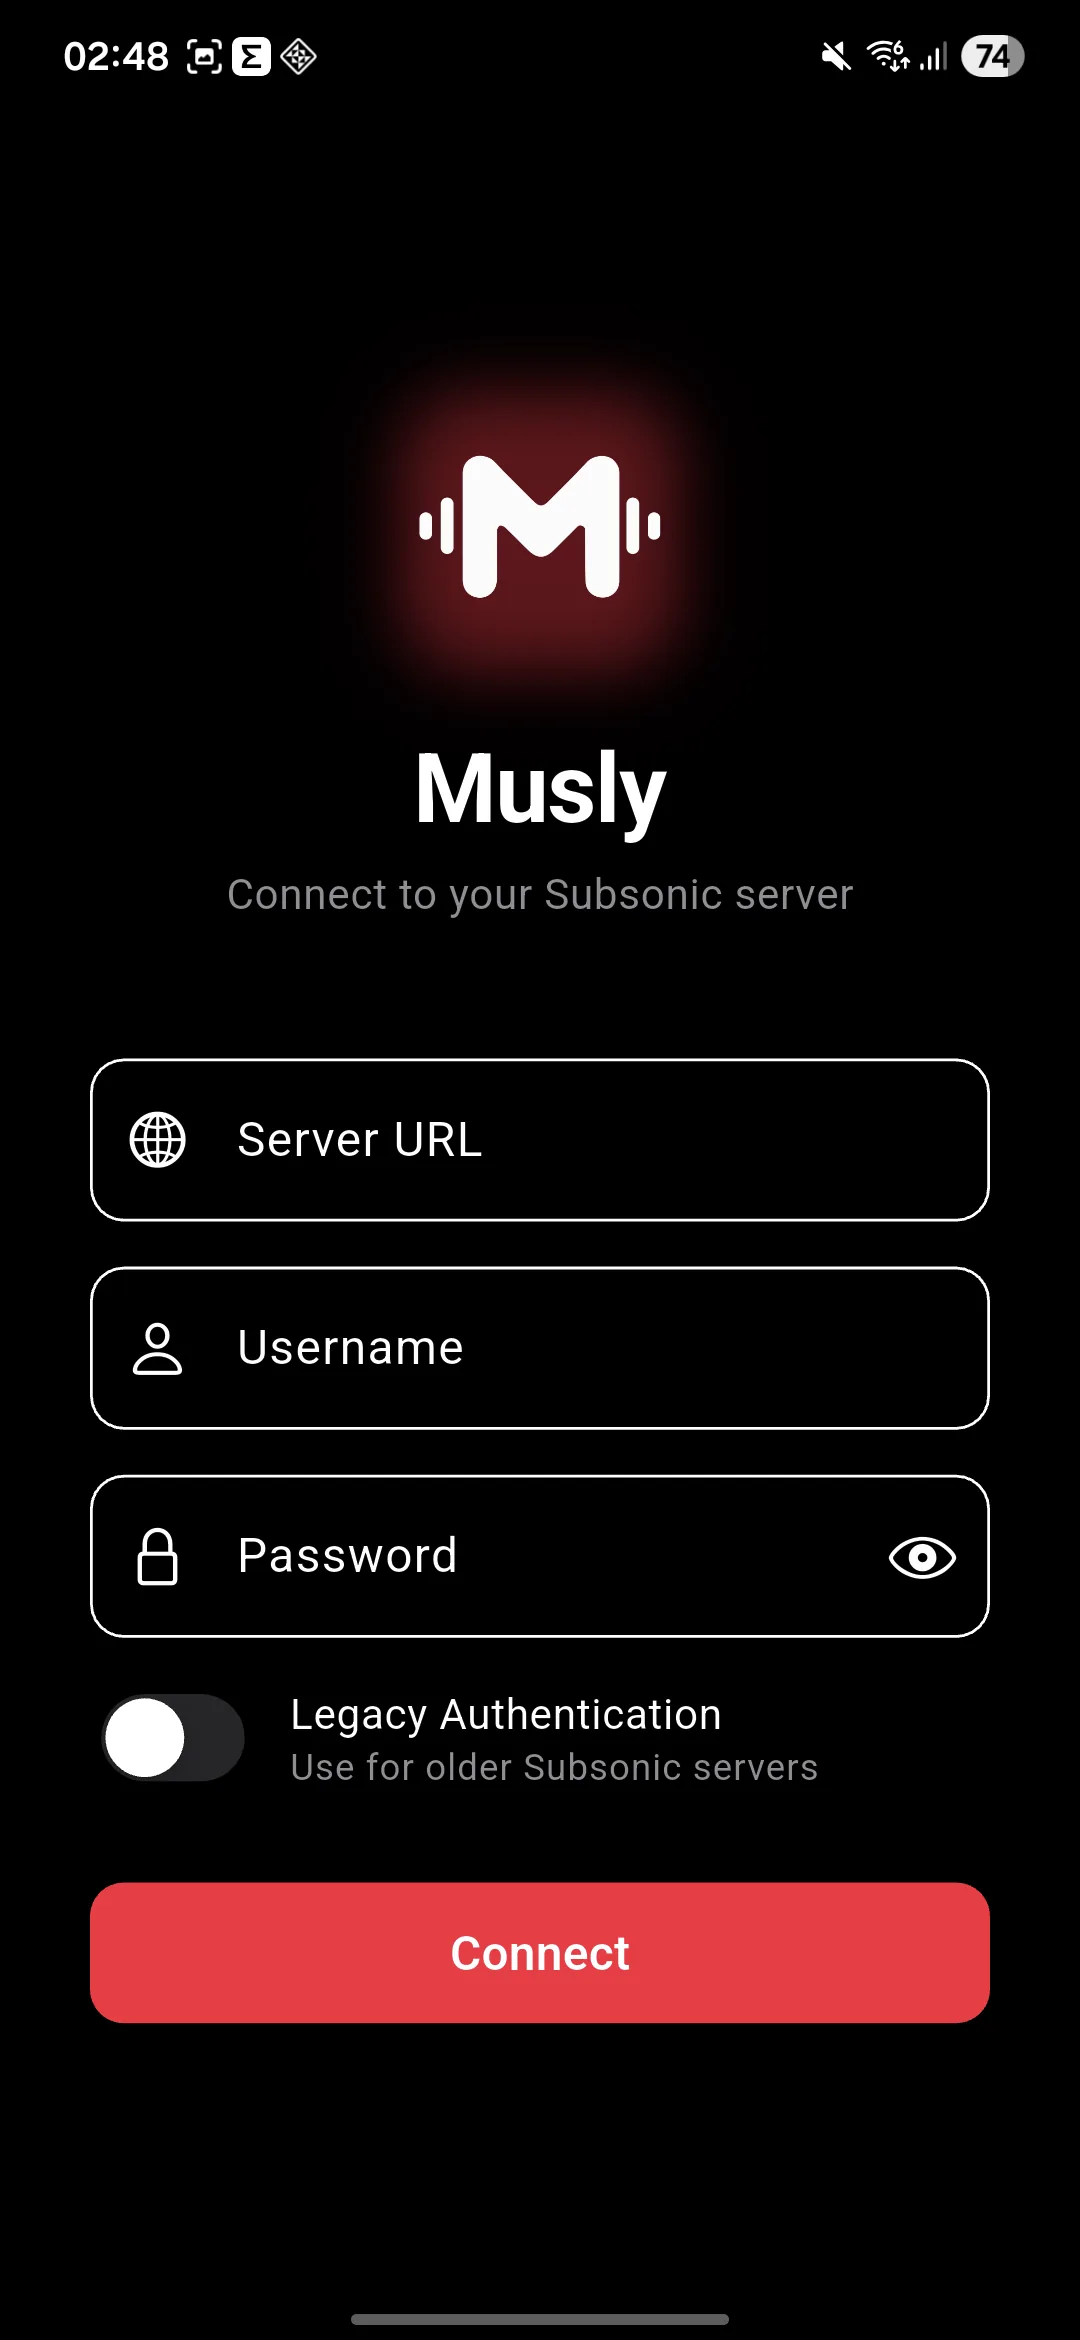 02:48
74
Musly
Connect to your Subsonic server
Server URL
Username
Password
Legacy Authentication
Use for older Subsonic servers
Connect